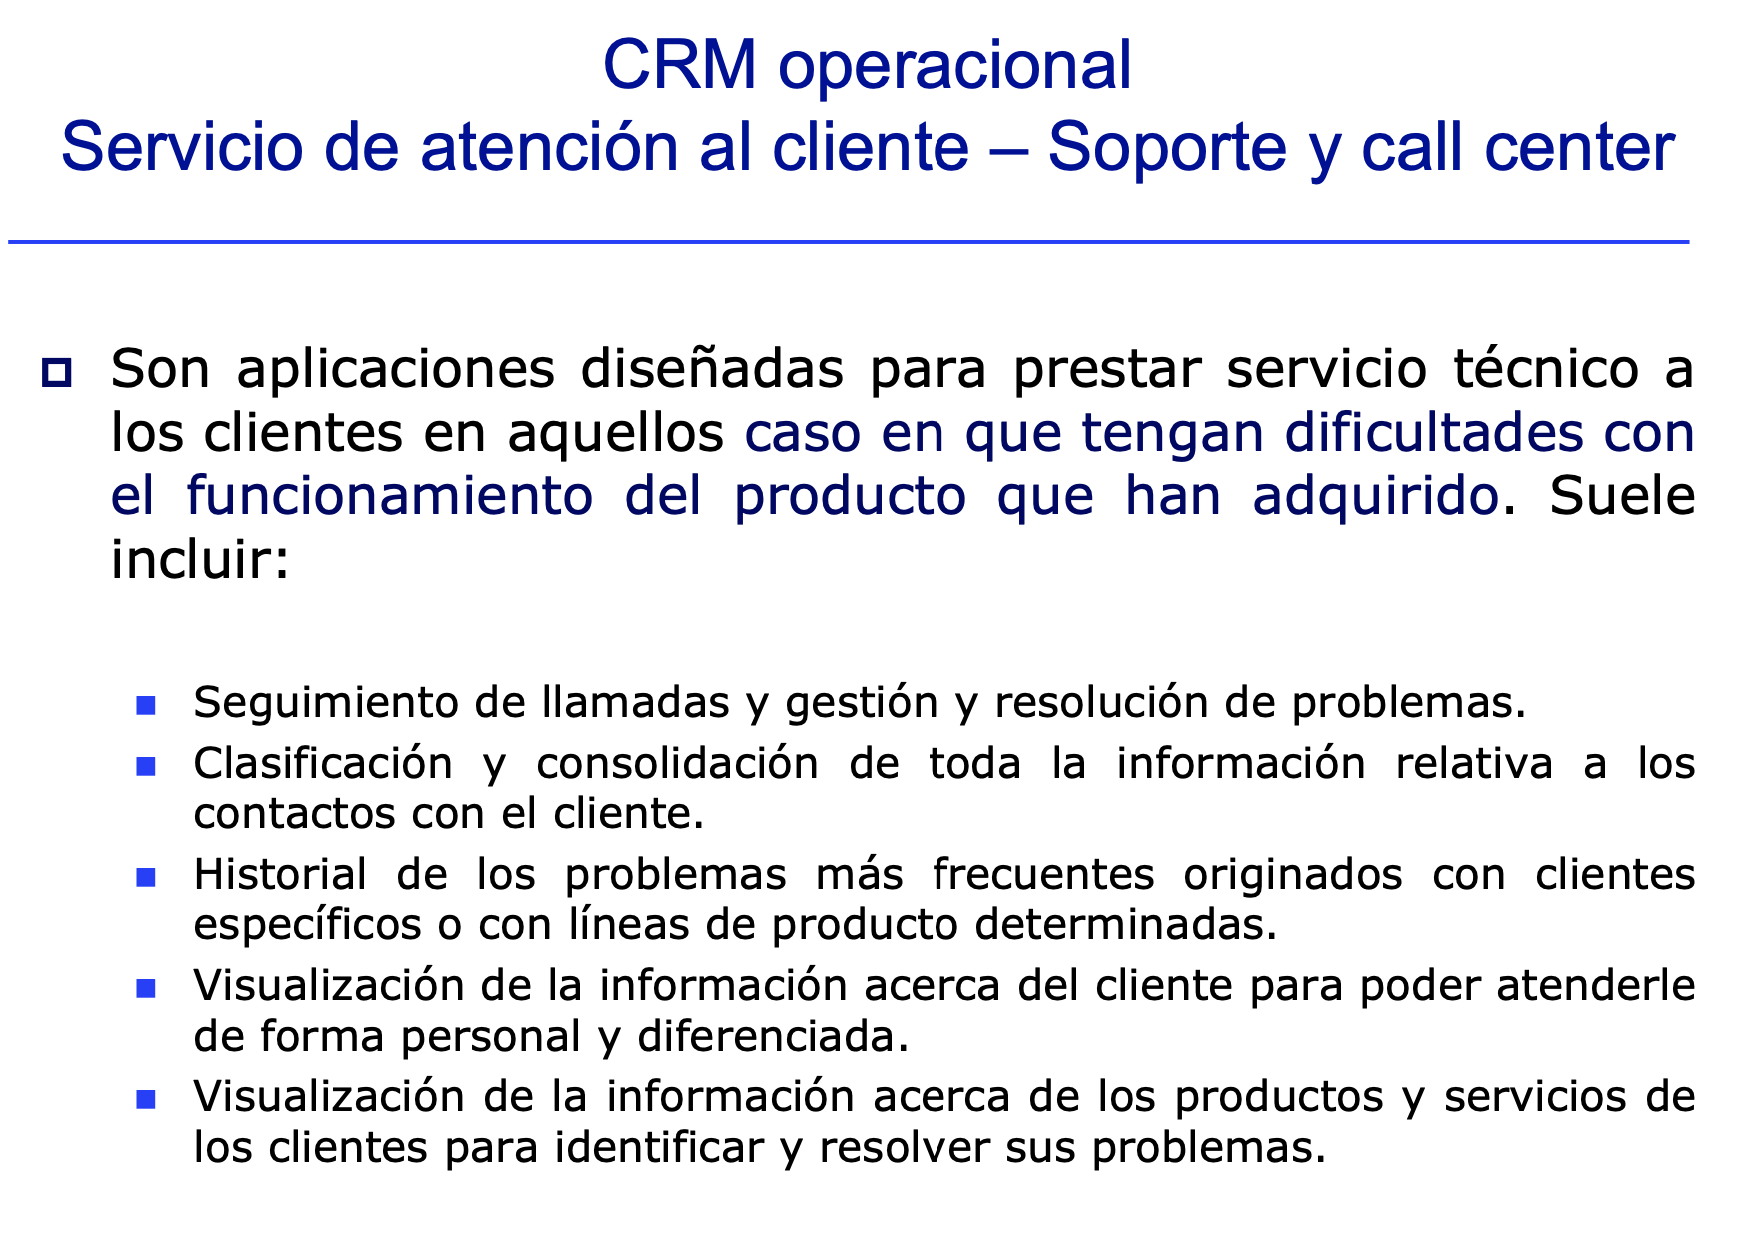 CRM operacional
Servicio de atención al cliente – Soporte y call center
Son aplicaciones diseñadas para prestar servicio técnico a
los clientes en aquellos caso en que tengan dificultades con
el funcionamiento del producto que han adquirido. Suele
incluir:
Seguimiento de llamadas y gestión y resolución de problemas.
Clasificación y consolidación de toda la información relativa a los
contactos con el cliente.
Historial de los problemas más frecuentes originados con clientes
específicos o con líneas de producto determinadas.
Visualización de la información acerca del cliente para poder atenderle
de forma personal y diferenciada.
Visualización de la información acerca de los productos y servicios de
los clientes para identificar y resolver sus problemas.